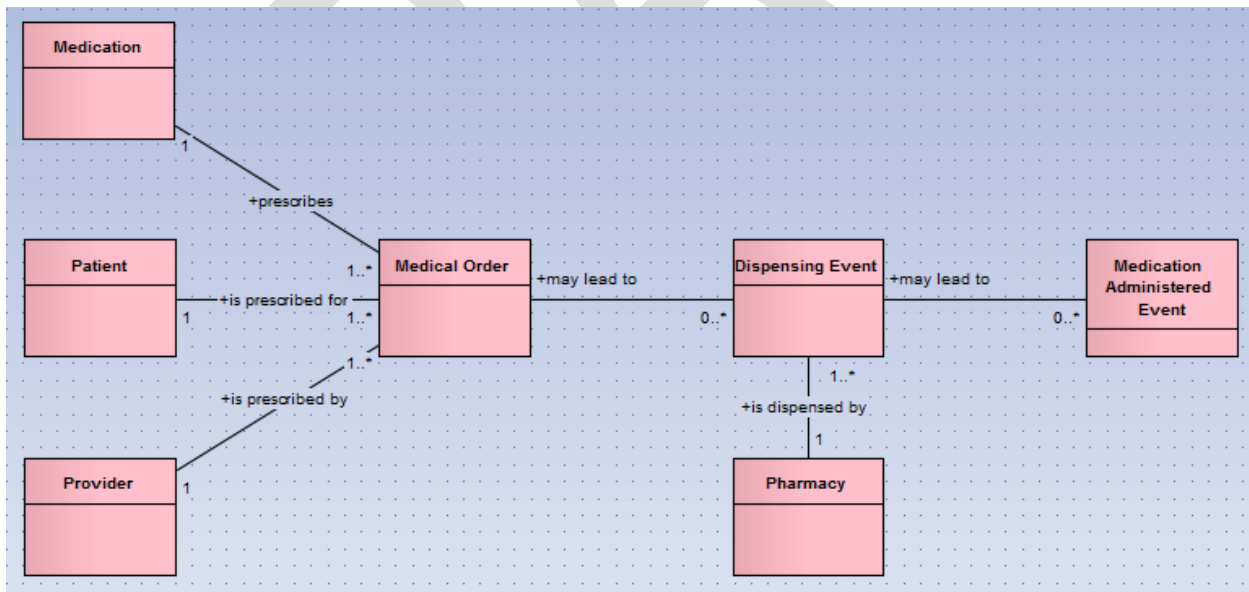 Medication
1
+prescribes
Patient
1..*
Medical Order
+may lead to
Dispensing Event
+may lead to
Medication
Administered
Event
+is prescribed for
1
1..*
0..*
0..*
1..*
1..*
+is prescribed by
+is dispensed by
1
Provider
1
Pharmacy